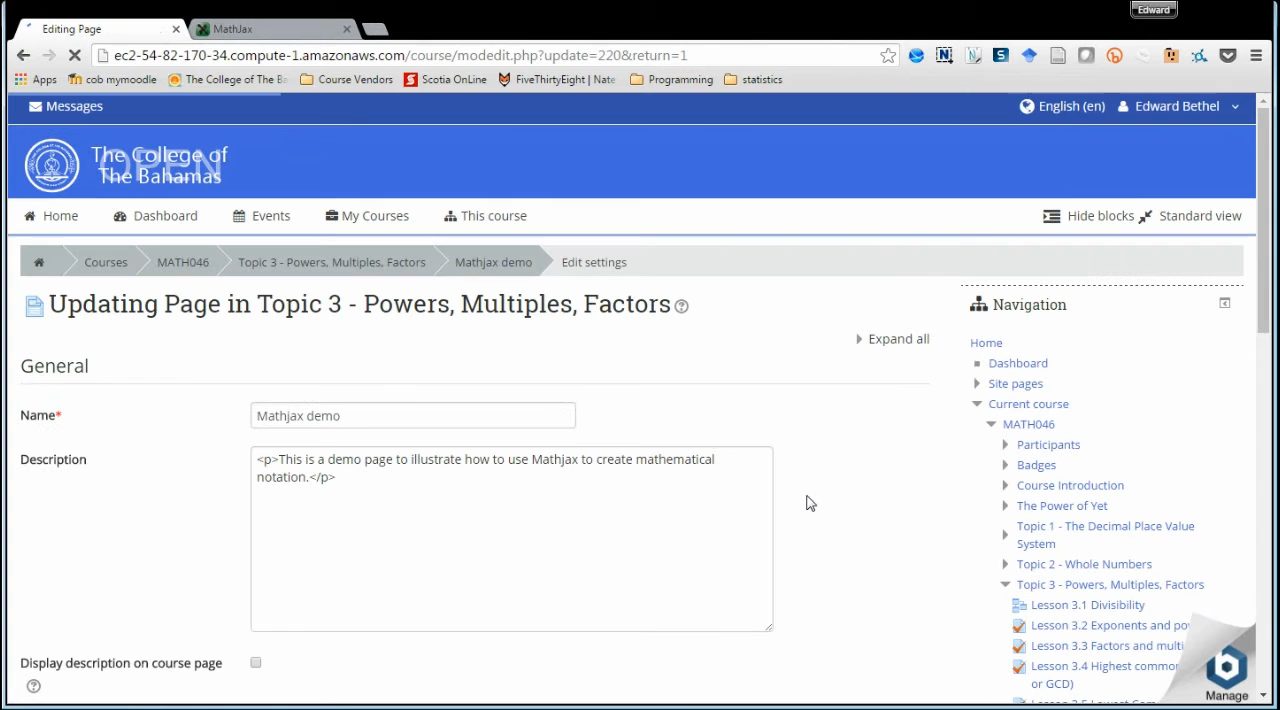 Edward
Editing Page
MathJax
ec2-54-82-170-34.compute-1.amazonaws.com/course/modedit.php?update=220&return=1
Apps
cob mymoodle
The College of The Ba
Course Vendors
Scotia OnLine
FiveThirtyEight | Nate
Programming
statistics
Messages
English (en)
Edward Bethel
OPEN
The College of
The Bahamas
Home
Dashboard
Events
My Courses
This course
Hide blocks
Standard view
Courses
MATH046
Topic 3 - Powers, Multiples, Factors
Mathjax demo
Edit settings
Updating Page in Topic 3 - Powers, Multiples, Factors
Expand all
General
Name*
Mathjax demo
Description
<p>This is a demo page to illustrate how to use Mathjax to create mathematical
notation.</p>
Display description on course page
Navigation
Home
Dashboard
Site pages
Current course
MATH046
Participants
Badges
Course Introduction
The Power of Yet
Topic 1 - The Decimal Place Value
System
Topic 2 - Whole Numbers
Topic 3 - Powers, Multiples, Factors
Lesson 3.1 Divisibility
Lesson 3.2 Exponents and po
Lesson 3.3 Factors and multi
Lesson 3.4 Highest common
or GCD)
Manage